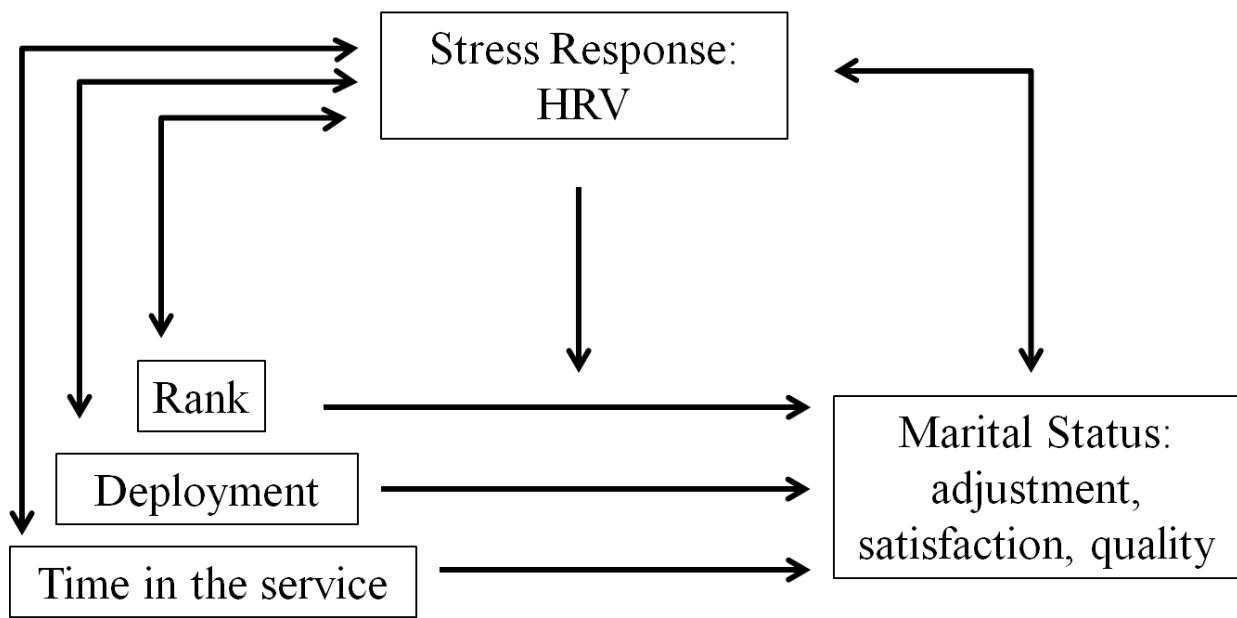 Stress Response:
HRV
Rank
Deployment
Time in the service
Marital Status:
adjustment,
satisfaction, quality